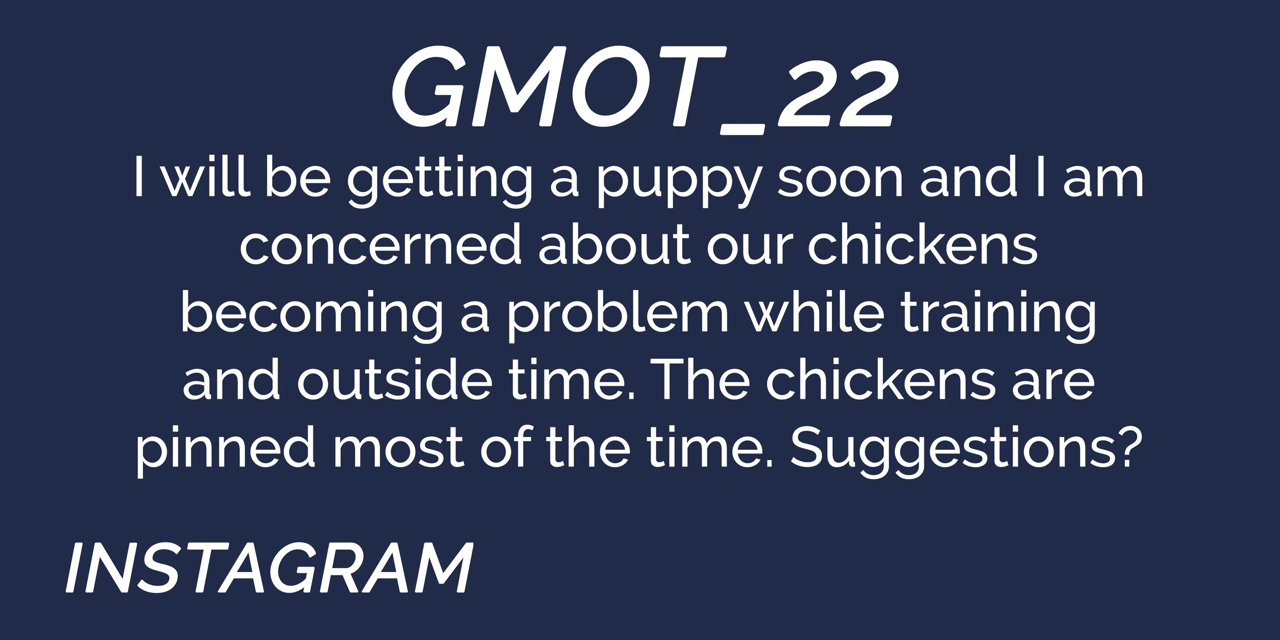 GMOT_22
I will be getting a puppy soon and I am
concerned about our chickens
becoming a problem while training
and outside time. The chickens are
pinned most of the time. Suggestions?
INSTAGRAM